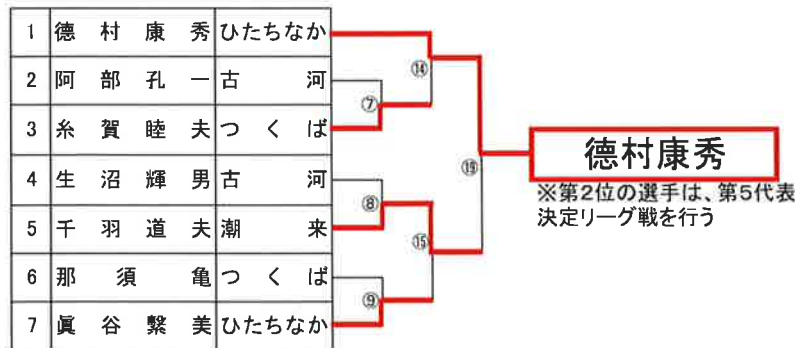 1 德村康秀 ひたちなか
⑭
2 阿部孔一 古河
⑦
3 糸賀睦夫 つくば
德村康秀
⑲
4 生沼輝男 古河
※第2位の選手は、第5代表
決定リーグ戦を行う
⑧
5 千羽道夫 潮来
⑮
6 那須亀 つくば
⑨
7 眞谷繫美 ひたちなか